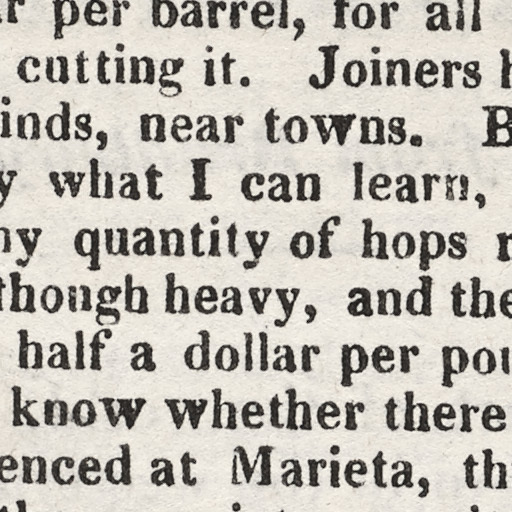 per barrel, for all
cutting it. Joiners
inds, near towns.
what I can learn,
quantity of hops
though heavy, and the
half a dollar per pou
know whether there
enced at Marieta, th